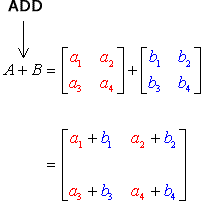 ADD
A + B = [a₁ a₂ a₃ a₄] + [b₁ b₂ b₃ b₄]
= [a₁ + b₁ a₂ + b₂ a₃ + b₃ a₄ + b₄]